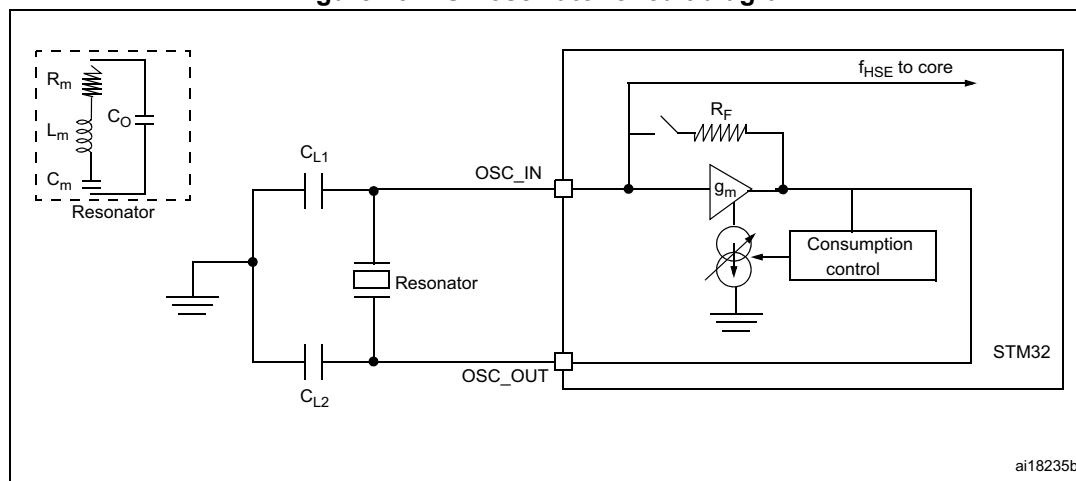 f_HSE to core
R_m
C_O
L_m
C_m
Resonator
R_F
C_L1
OSC_IN
g_m
Consumption
control
Resonator
STM32
OSC_OUT
C_L2
ai18235b